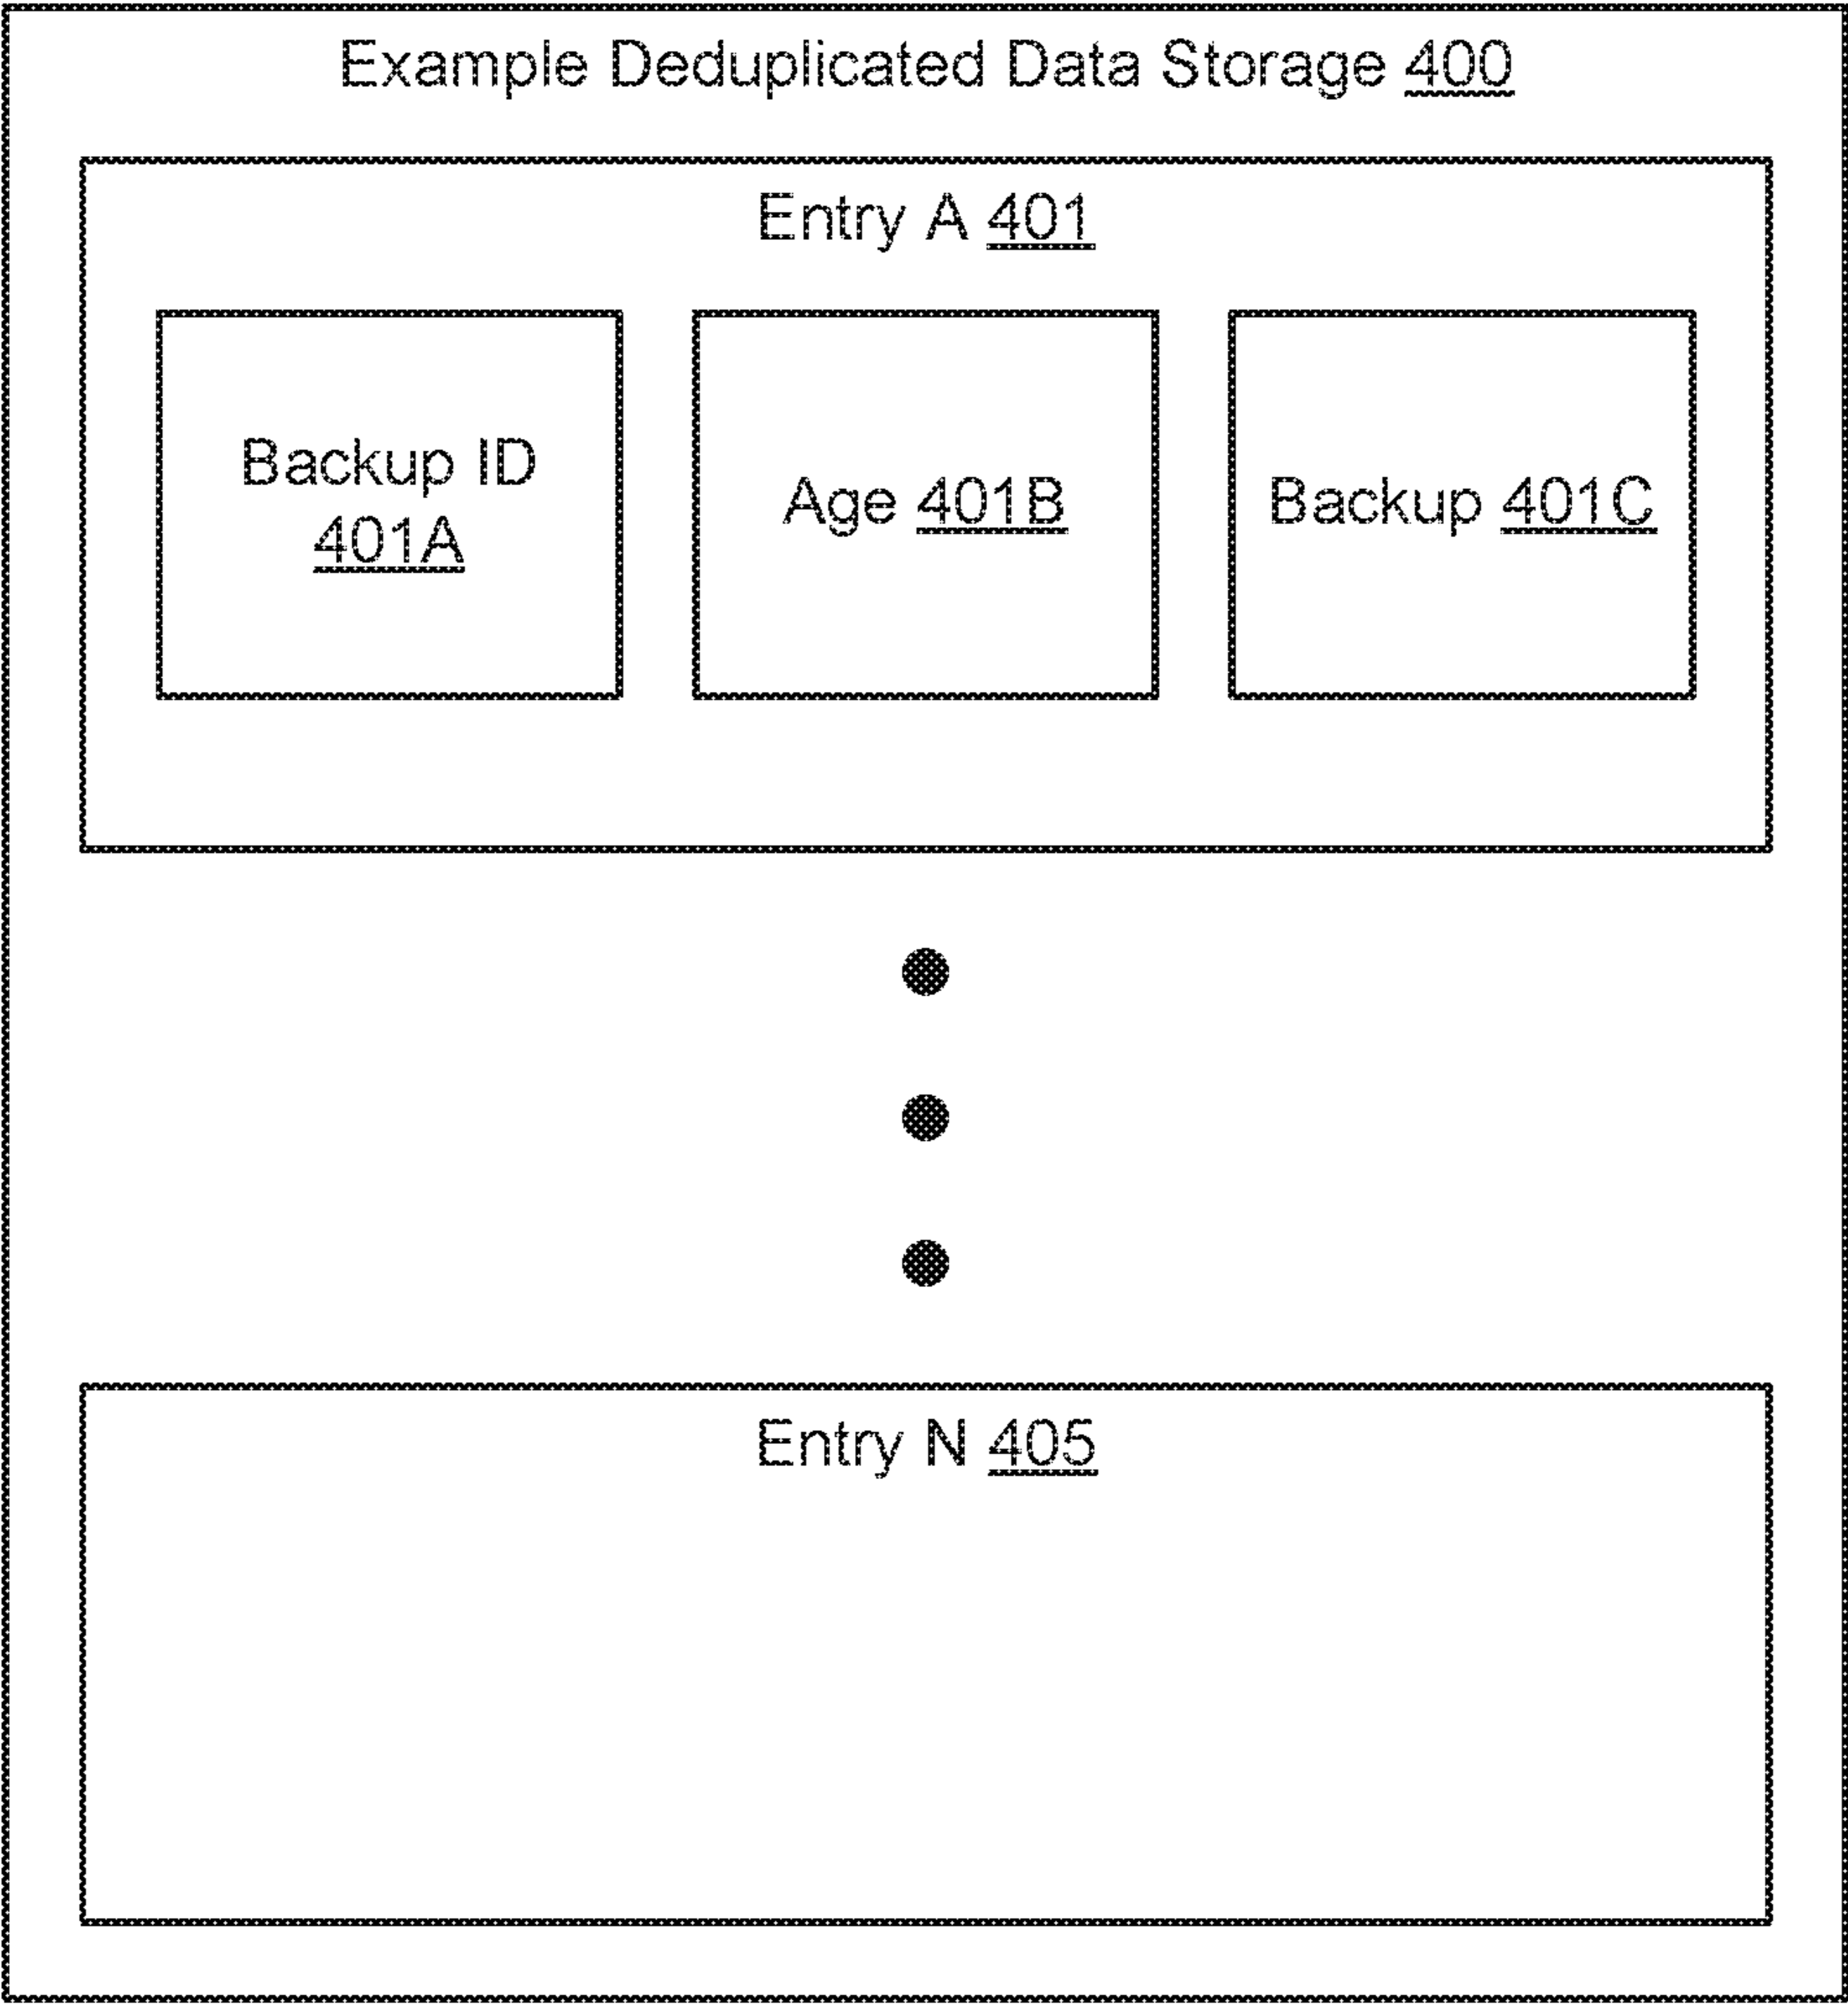 Example Deduplicated Data Storage 400
Entry A 401
Backup ID
401A
Age 401B
Backup 401C
Entry N 405